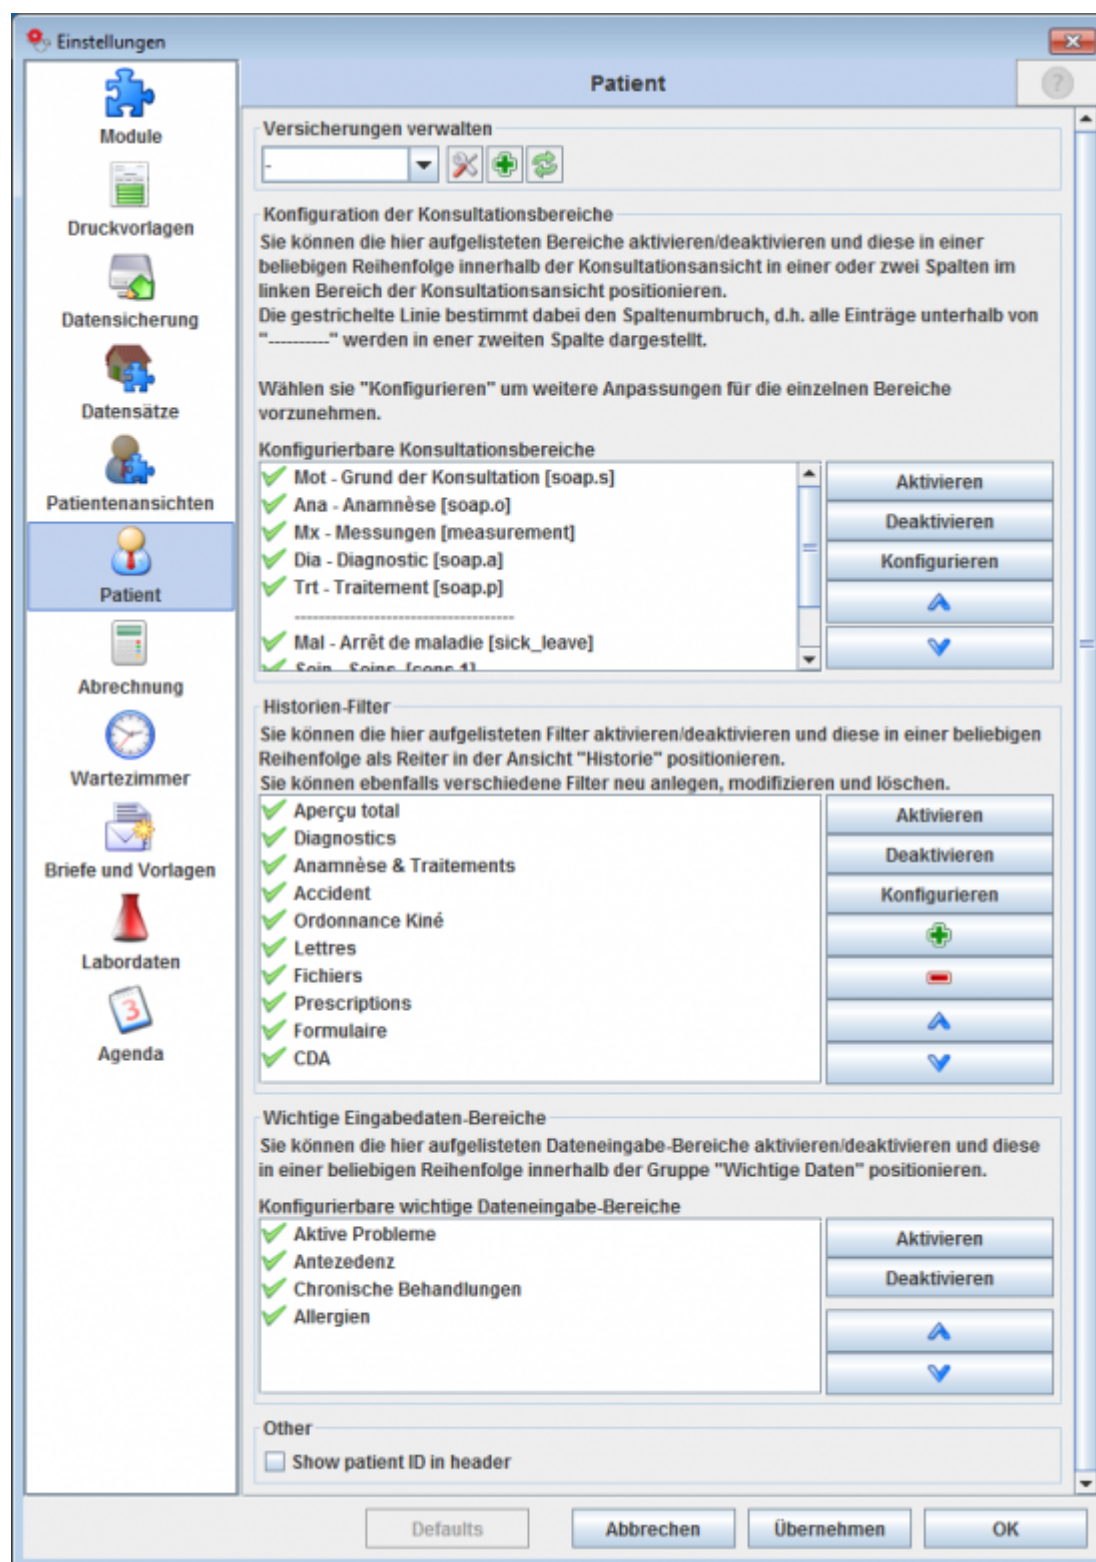 Einstellungen
Patient
?
Module
Druckvorlagen
Datensicherung
Datensätze
Patientenansichten
Patient
Abrechnung
Wartezimmer
Briefe und Vorlagen
Labordaten
3
Agenda
Versicherungen verwalten
-
Konfiguration der Konsultationsbereiche
Sie können die hier aufgelisteten Bereiche aktivieren/deaktivieren und diese in einer
beliebigen Reihenfolge innerhalb der Konsultationsansicht in einer oder zwei Spalten im
linken Bereich der Konsultationsansicht positionieren.
Die gestrichelte Linie bestimmt dabei den Spaltenumbruch, d.h. alle Einträge unterhalb von
"----------" werden in ener zweiten Spalte dargestellt.
Wählen sie "Konfigurieren" um weitere Anpassungen für die einzelnen Bereiche
vorzunehmen.
Konfigurierbare Konsultationsbereiche
Mot - Grund der Konsultation [soap.s]
Ana - Anamnèse [soap.o]
Mx - Messungen [measurement]
Dia - Diagnostic [soap.a]
Trt - Traitement [soap.p]
------------------------------------
Mal - Arrêt de maladie [sick_leave]
Soin - Soins [cons.1]
Aktivieren
Deaktivieren
Konfigurieren
Historien-Filter
Sie können die hier aufgelisteten Filter aktivieren/deaktivieren und diese in einer beliebigen
Reihenfolge als Reiter in der Ansicht "Historie" positionieren.
Sie können ebenfalls verschiedene Filter neu anlegen, modifizieren und löschen.
Aperçu total
Diagnostics
Anamnèse & Traitements
Accident
Ordonnance Kiné
Lettres
Fichiers
Prescriptions
Formulaire
CDA
Aktivieren
Deaktivieren
Konfigurieren
Wichtige Eingabedaten-Bereiche
Sie können die hier aufgelisteten Dateneingabe-Bereiche aktivieren/deaktivieren und diese
in einer beliebigen Reihenfolge innerhalb der Gruppe "Wichtige Daten" positionieren.
Konfigurierbare wichtige Dateneingabe-Bereiche
Aktive Probleme
Antezedenz
Chronische Behandlungen
Allergien
Aktivieren
Deaktivieren
Other
Show patient ID in header
Defaults
Abbrechen
Übernehmen
OK